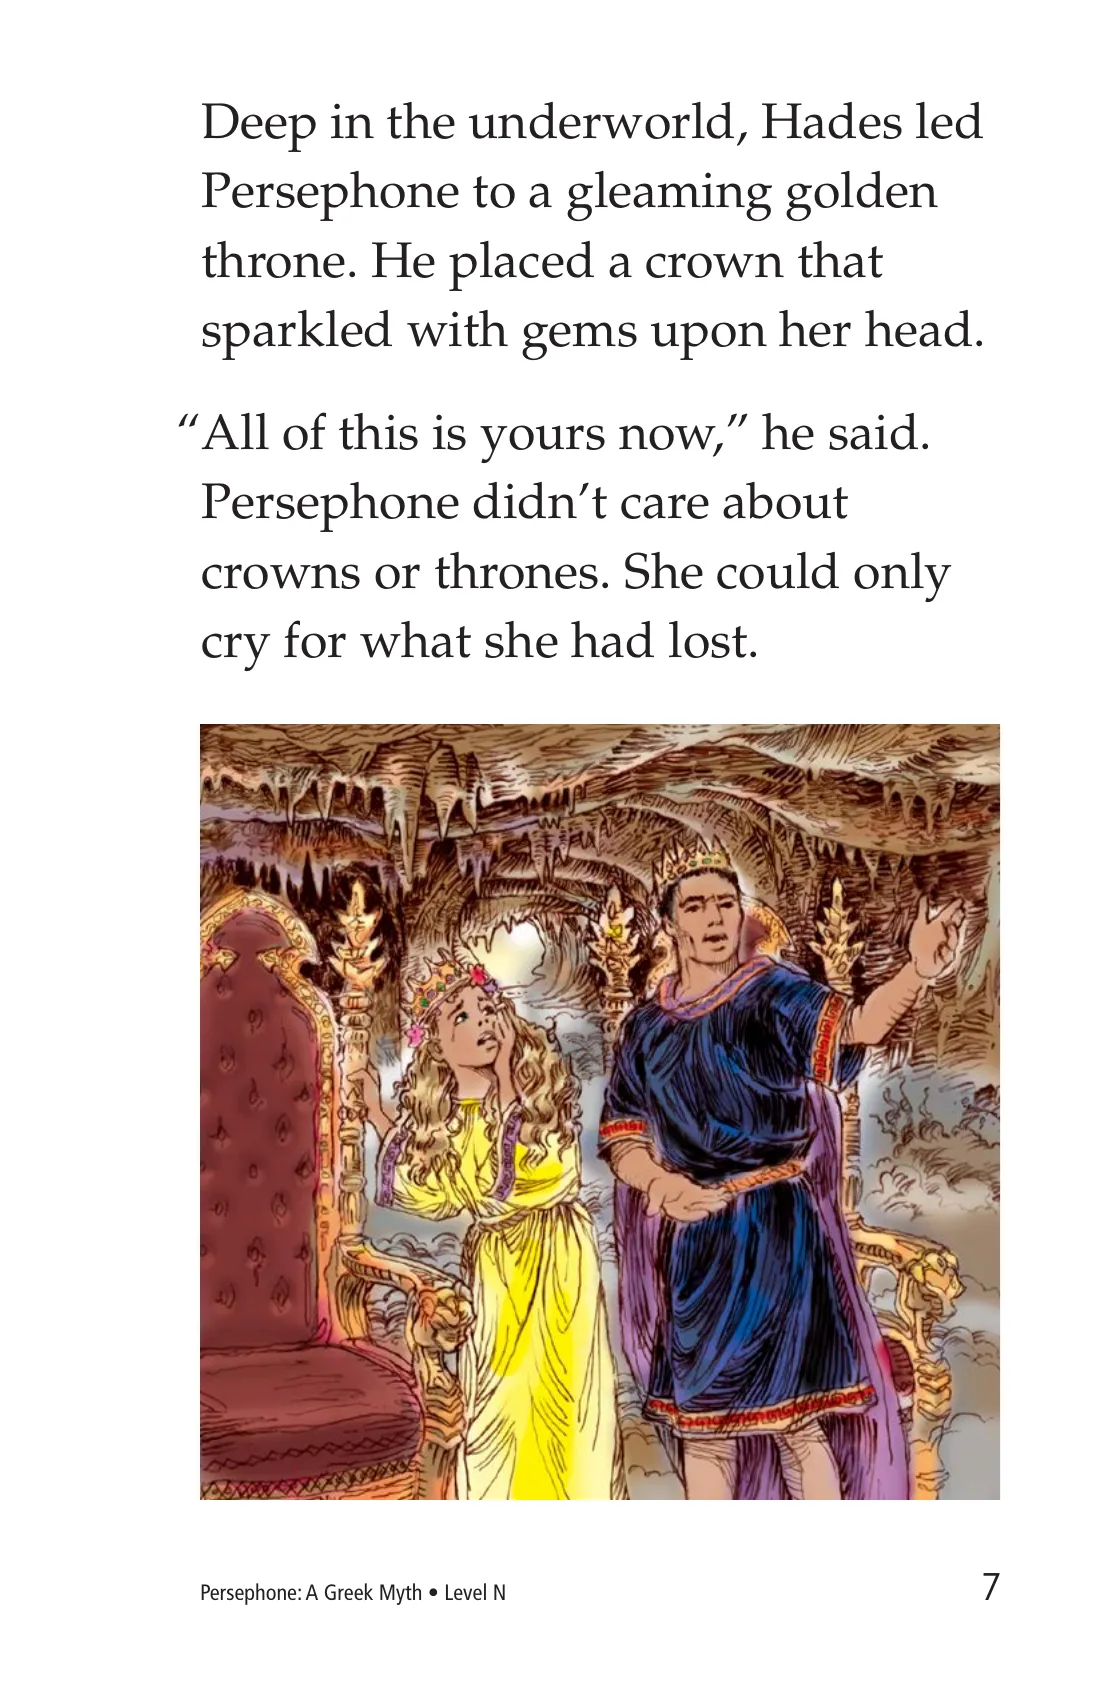 Deep in the underworld, Hades led
Persephone to a gleaming golden
throne. He placed a crown that
sparkled with gems upon her head.
“All of this is yours now,” he said.
Persephone didn’t care about
crowns or thrones. She could only
cry for what she had lost.
Persephone: A Greek Myth • Level N
7